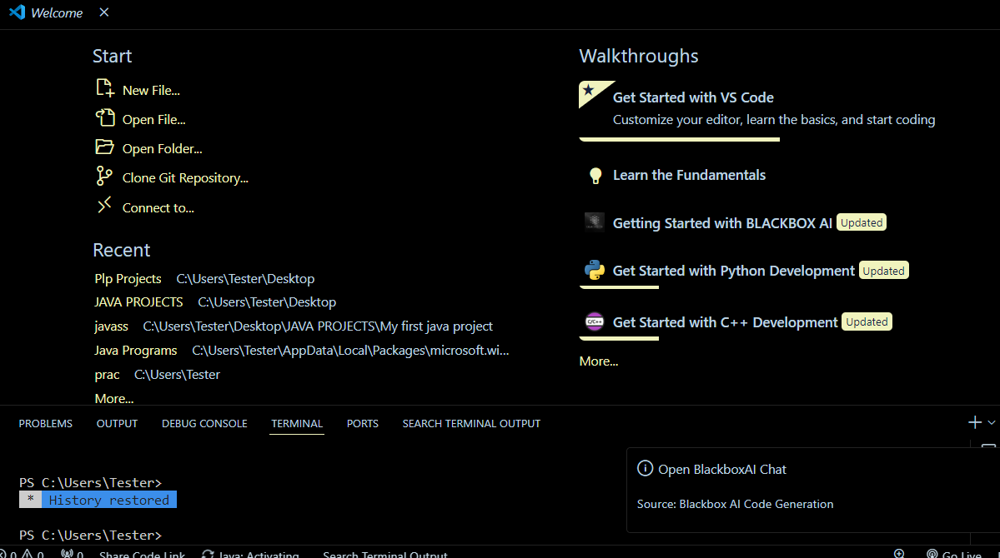 Welcome
Start
New File...
Open File...
Open Folder...
Clone Git Repository...
Connect to...
Recent
Plp Projects C:\Users\Tester\Desktop
JAVA PROJECTS C:\Users\Tester\Desktop
javass C:\Users\Tester\Desktop\JAVA PROJECTS\My first java project
Java Programs C:\Users\Tester\AppData\Local\Packages\microsoft.wi...
prac C:\Users\Tester
More...
Walkthroughs
Get Started with VS Code
Customize your editor, learn the basics, and start coding
Learn the Fundamentals
Getting Started with BLACKBOX AI Updated
Get Started with Python Development Updated
C/C++ Get Started with C++ Development Updated
More...
PROBLEMS OUTPUT DEBUG CONSOLE TERMINAL PORTS SEARCH TERMINAL OUTPUT
PS C:\Users\Tester>
* History restored
PS C:\Users\Tester>
Open BlackboxAI Chat
Source: Blackbox AI Code Generation
0 0 0 Share Code Link Java: Activating Search Terminal Output Go Live